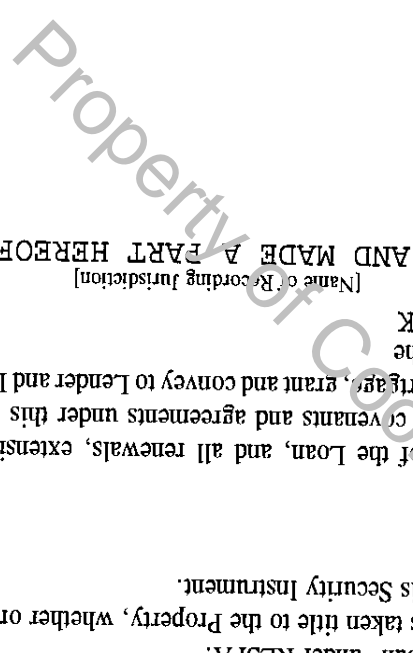 under RESPA.
s taken title to the Property, whether or
s Security Instrument.
f the Loan, and all renewals, extensi
covenants and agreements under this
rtgage, grant and convey to Lender and
ne
K
[Name of Recording Jurisdiction]
AND MADE A PART HEREOF
Property of Coo